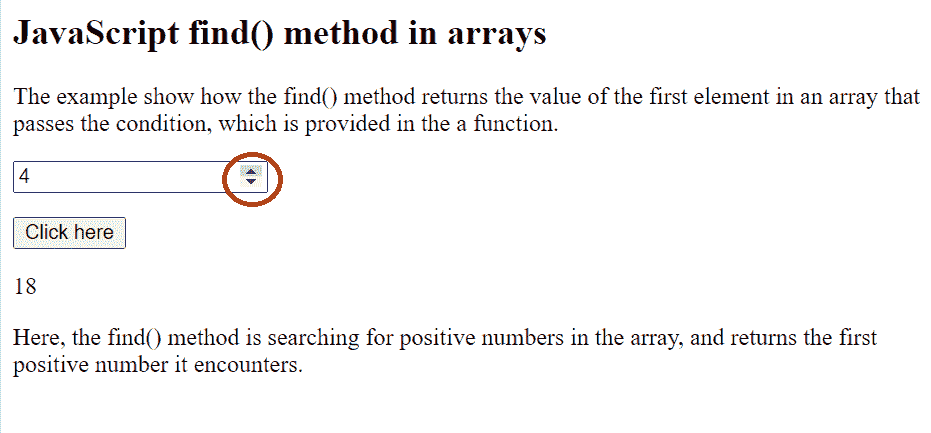 JavaScript find() method in arrays
The example show how the find() method returns the value of the first element in an array that
passes the condition, which is provided in the a function.
4
Click here
18
Here, the find() method is searching for positive numbers in the array, and returns the first
positive number it encounters.